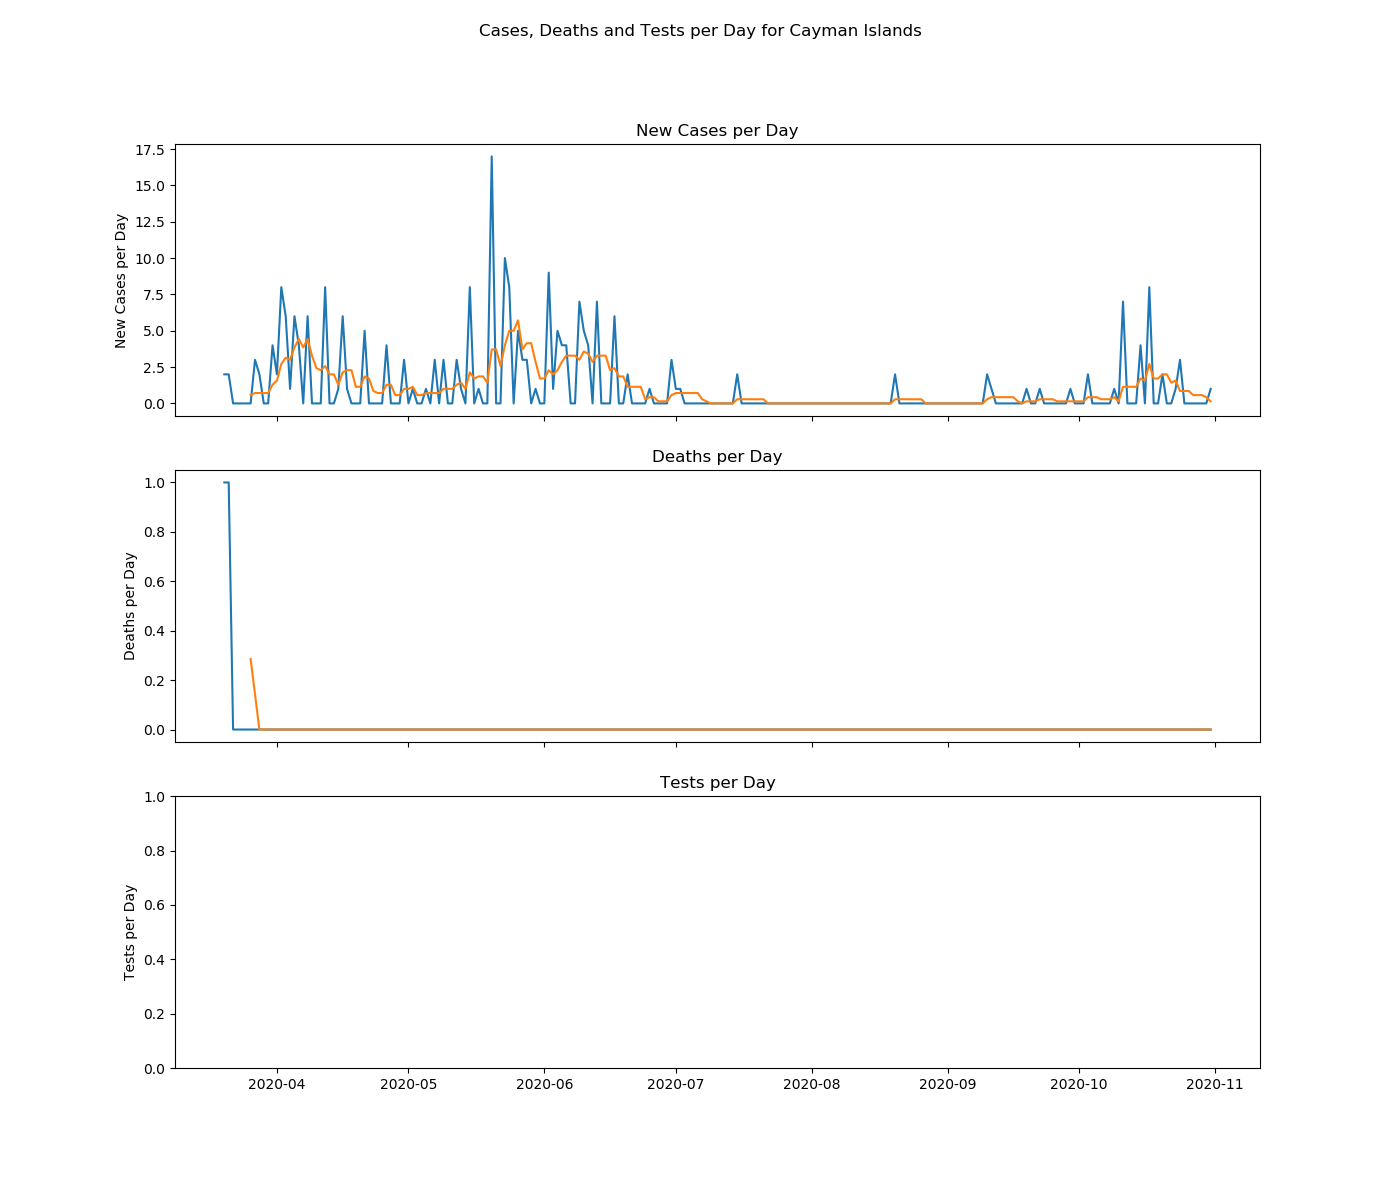 Cases, Deaths and Tests per Day for Cayman Islands
New Cases per Day
17.5
15.0
12.5
10.0
7.5
5.0
2.5
0.0
New Cases per Day
Deaths per Day
1.0
0.8
0.6
0.4
0.2
0.0
Deaths per Day
Tests per Day
1.0
0.8
0.6
0.4
0.2
0.0
Tests per Day
2020-04 2020-05 2020-06 2020-07 2020-08 2020-09 2020-10 2020-11